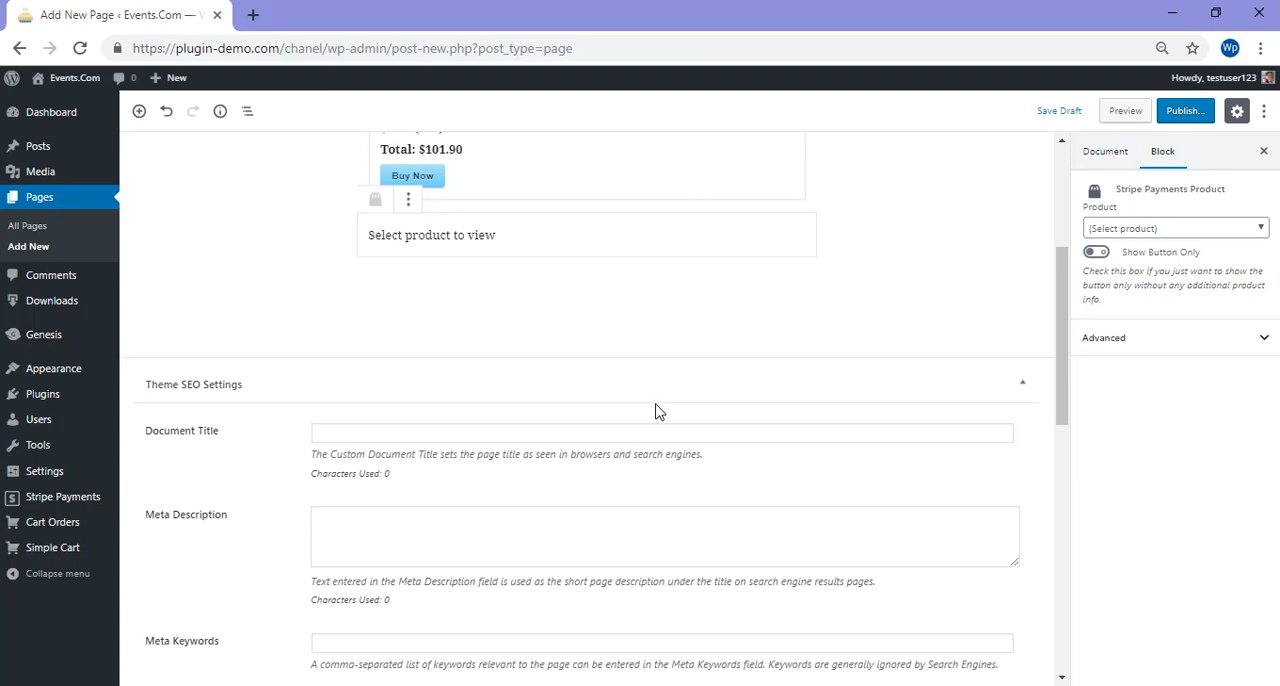 Add New Page ‹ Events.Com —
https://plugin-demo.com/chanel/wp-admin/post-new.php?post_type=page
Wp
Events.Com
0
New
Howdy, testuser123
Dashboard
Posts
Media
Pages
All Pages
Add New
Comments
Downloads
Genesis
Appearance
Plugins
Users
Tools
Settings
Stripe Payments
Cart Orders
Simple Cart
Collapse menu
Save Draft
Preview
Publish...
Total: $101.90
Buy Now
Select product to view
Theme SEO Settings
Document Title
The Custom Document Title sets the page title as seen in browsers and search engines.
Characters Used: 0
Meta Description
Text entered in the Meta Description field is used as the short page description under the title on search engine results pages.
Characters Used: 0
Meta Keywords
A comma-separated list of keywords relevant to the page can be entered in the Meta Keywords field. Keywords are generally ignored by Search Engines.
Document
Block
Stripe Payments Product
Product
(Select product)
Show Button Only
Check this box if you just want to show the
button only without any additional product
info.
Advanced